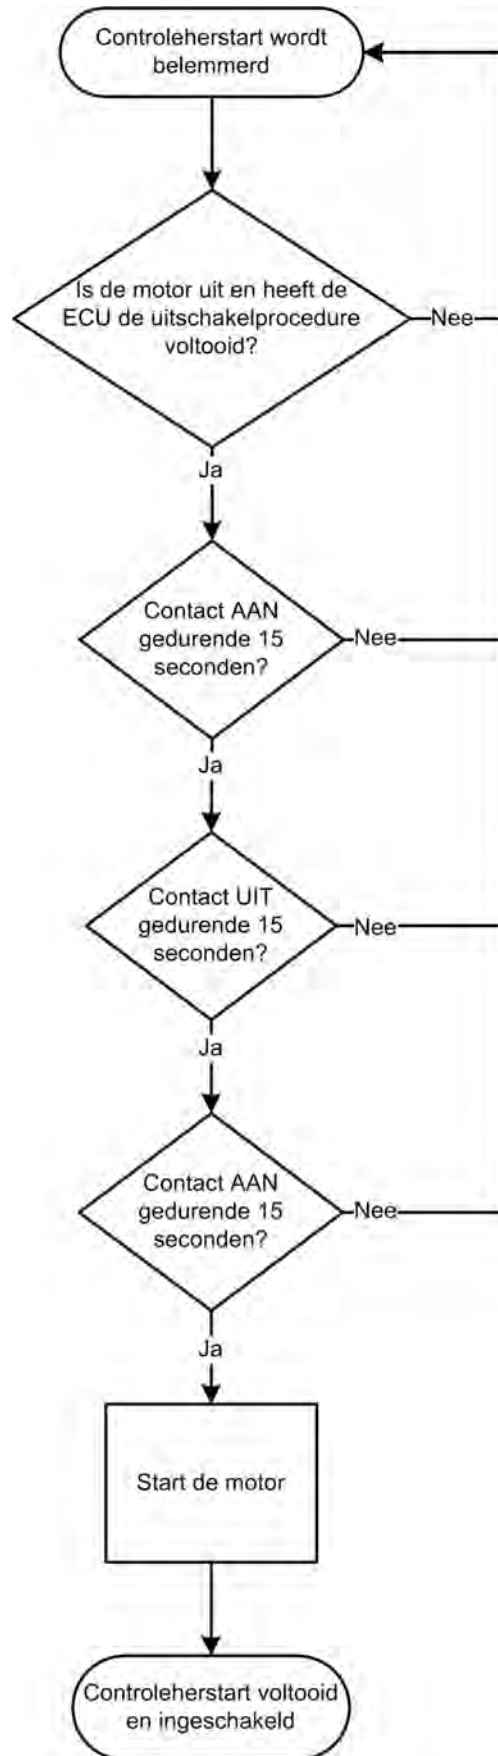 Controleherstart wordt
belemmerd
Is de motor uit en heeft de
ECU de uitschakelprocedure
voltooid?
Nee
Ja
Contact AAN
gedurende 15
seconden?
Nee
Ja
Contact UIT
gedurende 15
seconden?
Nee
Ja
Contact AAN
gedurende 15
seconden?
Nee
Ja
Start de motor
Controleherstart voltooid
en ingeschakeld